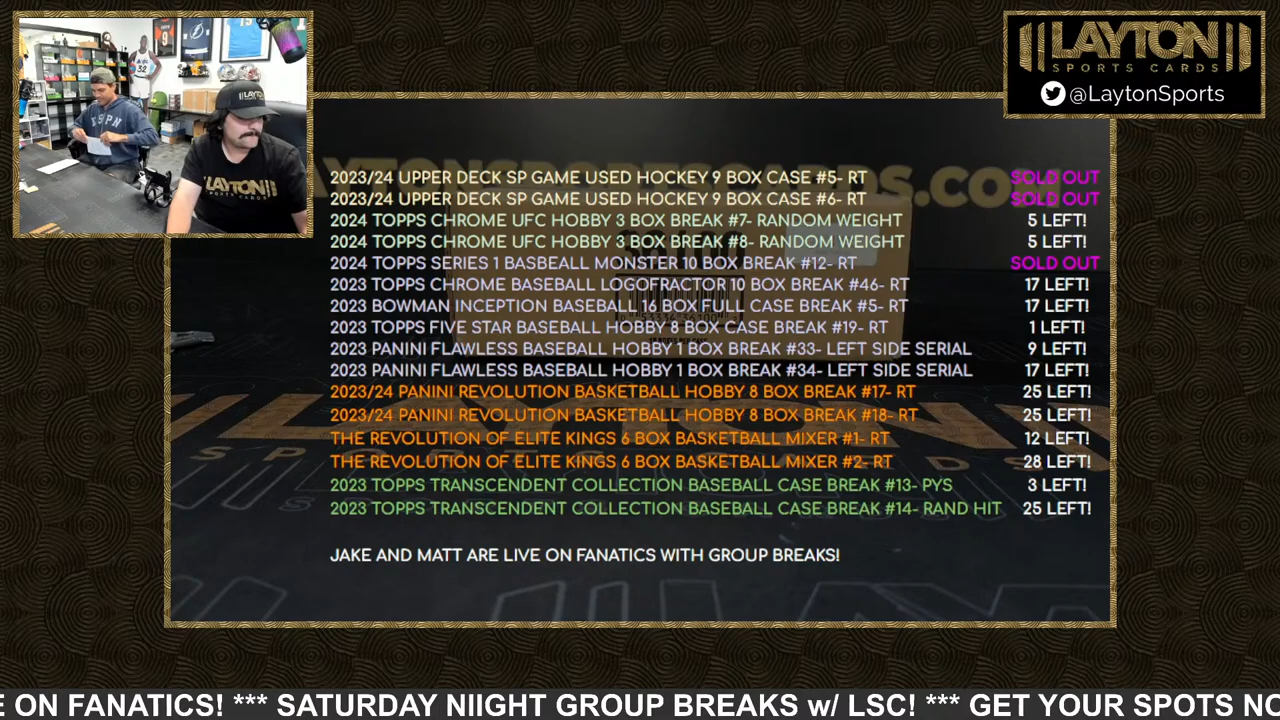 LAYTON
SPORTS CARDS
@LaytonSports
ESPN
LAYTON
SPORTS CARDS
LAYTONSPORTSCARDS.com
2023/24 UPPER DECK SP GAME USED HOCKEY 9 BOX CASE #5- RT SOLD OUT
2023/24 UPPER DECK SP GAME USED HOCKEY 9 BOX CASE #6- RT SOLD OUT
2024 TOPPS CHROME UFC HOBBY 3 BOX BREAK #7- RANDOM WEIGHT 5 LEFT!
2024 TOPPS CHROME UFC HOBBY 3 BOX BREAK #8- RANDOM WEIGHT 5 LEFT!
2024 TOPPS SERIES 1 BASBEALL MONSTER 10 BOX BREAK #12- RT SOLD OUT
2023 TOPPS CHROME BASEBALL LOGOFRACTOR 10 BOX BREAK #46- RT 17 LEFT!
2023 BOWMAN INCEPTION BASEBALL 16 BOX FULL CASE BREAK #5- RT 17 LEFT!
2023 TOPPS FIVE STAR BASEBALL HOBBY 8 BOX CASE BREAK #19- RT 1 LEFT!
2023 PANINI FLAWLESS BASEBALL HOBBY 1 BOX BREAK #33- LEFT SIDE SERIAL 9 LEFT!
2023 PANINI FLAWLESS BASEBALL HOBBY 1 BOX BREAK #34- LEFT SIDE SERIAL 17 LEFT!
2023/24 PANINI REVOLUTION BASKETBALL HOBBY 8 BOX BREAK #17- RT 25 LEFT!
2023/24 PANINI REVOLUTION BASKETBALL HOBBY 8 BOX BREAK #18- RT 25 LEFT!
THE REVOLUTION OF ELITE KINGS 6 BOX BASKETBALL MIXER #1- RT 12 LEFT!
THE REVOLUTION OF ELITE KINGS 6 BOX BASKETBALL MIXER #2- RT 28 LEFT!
2023 TOPPS TRANSCENDENT COLLECTION BASEBALL CASE BREAK #13- PYS 3 LEFT!
2023 TOPPS TRANSCENDENT COLLECTION BASEBALL CASE BREAK #14- RAND HIT 25 LEFT!
JAKE AND MATT ARE LIVE ON FANATICS WITH GROUP BREAKS!
E ON FANATICS! *** SATURDAY NIIGHT GROUP BREAKS w/ LSC! *** GET YOUR SPOTS NO